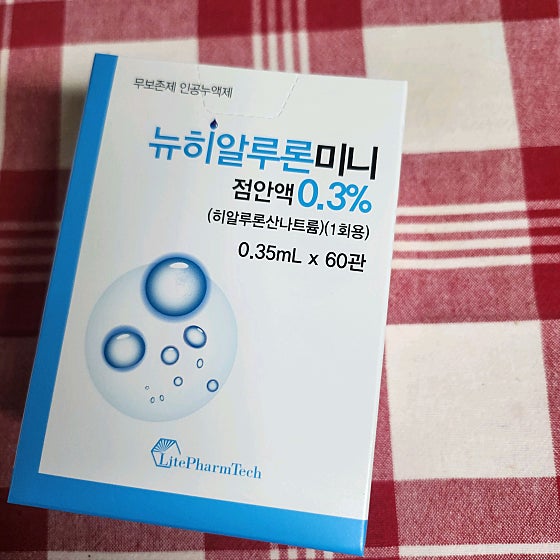 무보존제 인공누액제
뉴히알루론미니
점안액 0.3%
(히알루론산나트륨)(1회용)
0.35mL x 60관
LitePharmTech